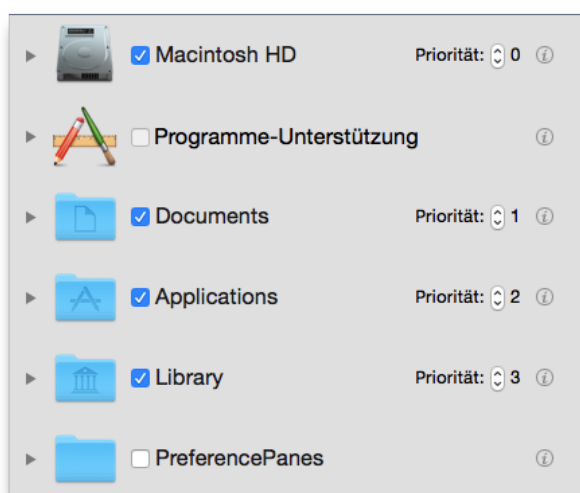 Macintosh HD Priorität: 0
Programme-Unterstützung
Documents Priorität: 1
Applications Priorität: 2
Library Priorität: 3
PreferencePanes